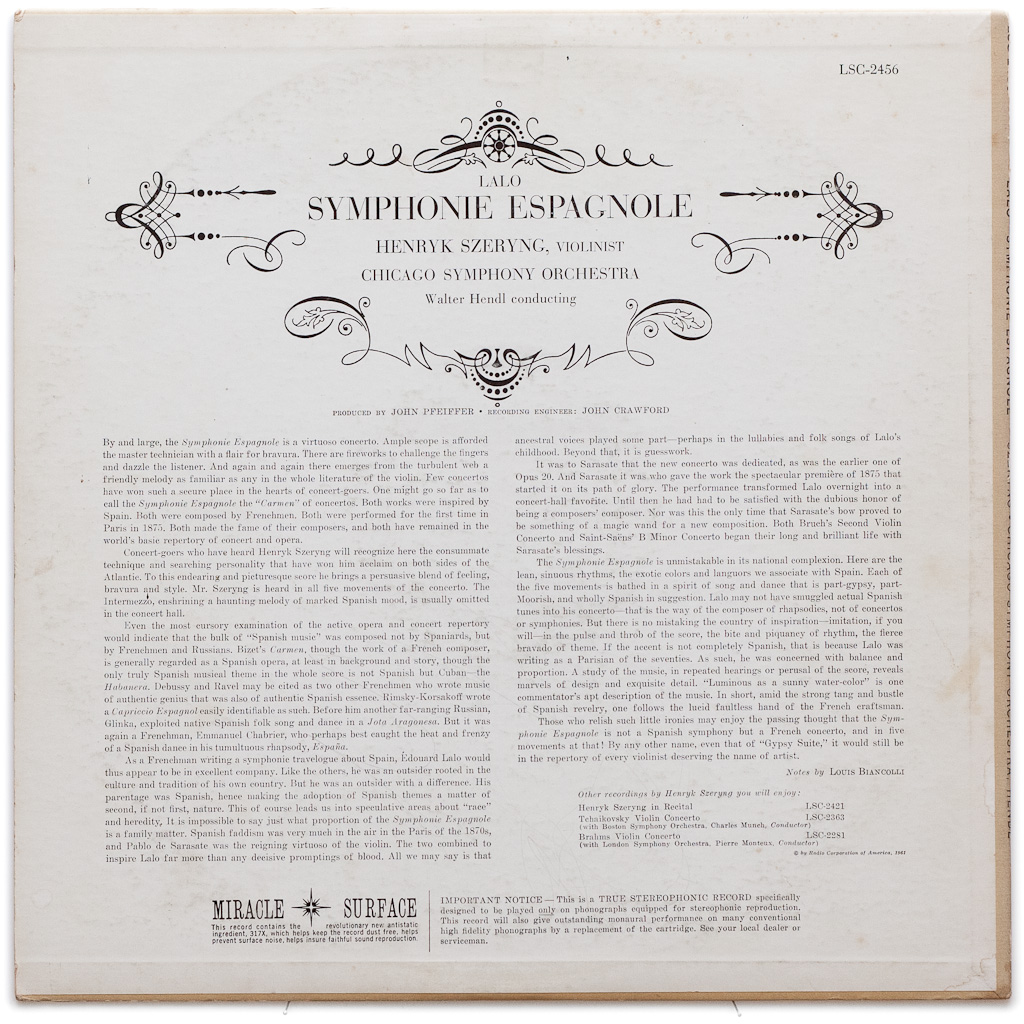 LSC-2456
LALO
SYMPHONIE ESPAGNOLE
HENRYK SZERYNG, VIOLINIST
CHICAGO SYMPHONY ORCHESTRA
Walter Hendl conducting
PRODUCED BY JOHN PFEIFFER • RECORDING ENGINEER: JOHN CRAWFORD
By and large, the Symphonie Espagnole is a virtuoso concerto. Ample scope is afforded
the master technician with a flair for bravura. There are fireworks to challenge the fingers
and dazzle the listener. And again and again there emerges from the turbulent web a
friendly melody as familiar as any in the whole literature of the violin. Few concertos
have won such a secure place in the hearts of concert-goers. One might go so far as to
call the Symphonie Espagnole the "Carmen" of concertos. Both works were inspired by
Spain. Both were composed by Frenchmen. Both were performed for the first time in
Paris in 1875. Both made the fame of their composers, and both have remained in the
world's basic repertory of concert and opera.
Concert-goers who have heard Henryk Szeryng will recognize here the consummate
technique and searching personality that have won him acclaim on both sides of the
Atlantic. To this endearing and picturesque score he brings a persuasive blend of feeling,
bravura and style. Mr. Szeryng is heard in all five movements of the concerto. The
Intermezzo, enshrining a haunting melody of marked Spanish mood, is usually omitted
in the concert hall.
Even the most cursory examination of the active opera and concert repertory
would indicate that the bulk of "Spanish music" was composed not by Spaniards, but
by Frenchmen and Russians. Bizet's Carmen, though the work of a French composer,
is generally regarded as a Spanish opera, at least in background and story, though the
only truly Spanish musical theme in the whole score is not Spanish but Cuban—the
Habanera. Debussy and Ravel may be cited as two other Frenchmen who wrote music
of authentic genius that was also of authentic Spanish essence. Rimsky-Korsakoff wrote
a Capriccio Espagnol easily identifiable as such. Before him another far-ranging Russian,
Glinka, exploited native Spanish folk song and dance in a Jota Aragonesa. But it was
again a Frenchman, Emmanuel Chabrier, who perhaps best caught the heat and frenzy
of a Spanish dance in his tumultuous rhapsody, España.
As a Frenchman writing a symphonic travelogue about Spain, Édouard Lalo would
thus appear to be in excellent company. Like the others, he was an outsider rooted in the
culture and tradition of his own country. But he was an outsider with a difference. His
parentage was Spanish, hence making the adoption of Spanish themes a matter of
second, if not first, nature. This of course leads us into speculative areas about "race"
and heredity. It is impossible to say just what proportion of the Symphonie Espagnole
is a family matter. Spanish faddism was very much in the air in the Paris of the 1870s,
and Pablo de Sarasate was the reigning virtuoso of the violin. The two combined to
inspire Lalo far more than any decisive promptings of blood. All we may say is that
ancestral voices played some part—perhaps in the lullabies and folk songs of Lalo's
childhood. Beyond that, it is guesswork.
It was to Sarasate that the new concerto was dedicated, as was the earlier one of
Opus 20. And Sarasate it was who gave the work the spectacular première of 1875 that
started it on its path of glory. The performance transformed Lalo overnight into a
concert-hall favorite. Until then he had had to be satisfied with the dubious honor of
being a composers' composer. Nor was this the only time that Sarasate's bow proved to
be something of a magic wand for a new composition. Both Bruch's Second Violin
Concerto and Saint-Saëns' B Minor Concerto began their long and brilliant life with
Sarasate's blessings.
The Symphonie Espagnole is unmistakable in its national complexion. Here are the
lean, sinuous rhythms, the exotic colors and languors we associate with Spain. Each of
the five movements is bathed in a spirit of song and dance that is part-gypsy, part-
Moorish, and wholly Spanish in suggestion. Lalo may not have smuggled actual Spanish
tunes into his concerto—that is the way of the composer of rhapsodies, not of concertos
or symphonies. But there is no mistaking the country of inspiration—imitation, if you
will—in the pulse and throb of the score, the bite and piquancy of rhythm, the fierce
bravado of theme. If the accent is not completely Spanish, that is because Lalo was
writing as a Parisian of the seventies. As such, he was concerned with balance and
proportion. A study of the music, in repeated hearings or perusal of the score, reveals
marvels of design and exquisite detail. "Luminous as a sunny water-color" is one
commentator's apt description of the music. In short, amid the strong tang and bustle
of Spanish revelry, one follows the lucid faultless hand of the French craftsman.
Those who relish such little ironies may enjoy the passing thought that the Sym-
phonie Espagnole is not a Spanish symphony but a French concerto, and in five
movements at that! By any other name, even that of "Gypsy Suite," it would still be
in the repertory of every violinist deserving the name of artist.
Notes by LOUIS BIANCOLLI
Other recordings by Henryk Szeryng you will enjoy:
Henryk Szeryng in Recital LSC-2421
Tchaikovsky Violin Concerto LSC-2363
(with Boston Symphony Orchestra, Charles Munch, Conductor)
Brahms Violin Concerto LSC-2281
(with London Symphony Orchestra, Pierre Monteux, Conductor)
© by Radio Corporation of America, 1961
MIRACLE SURFACE
This record contains the revolutionary new antistatic
ingredient, 317X, which helps keep the record dust free, helps
prevent surface noise, helps insure faithful sound reproduction.
IMPORTANT NOTICE—This is a TRUE STEREOPHONIC RECORD specifically
designed to be played only on phonographs equipped for stereophonic reproduction.
This record will also give outstanding monaural performance on many conventional
high fidelity phonographs by a replacement of the cartridge. See your local dealer or
serviceman.